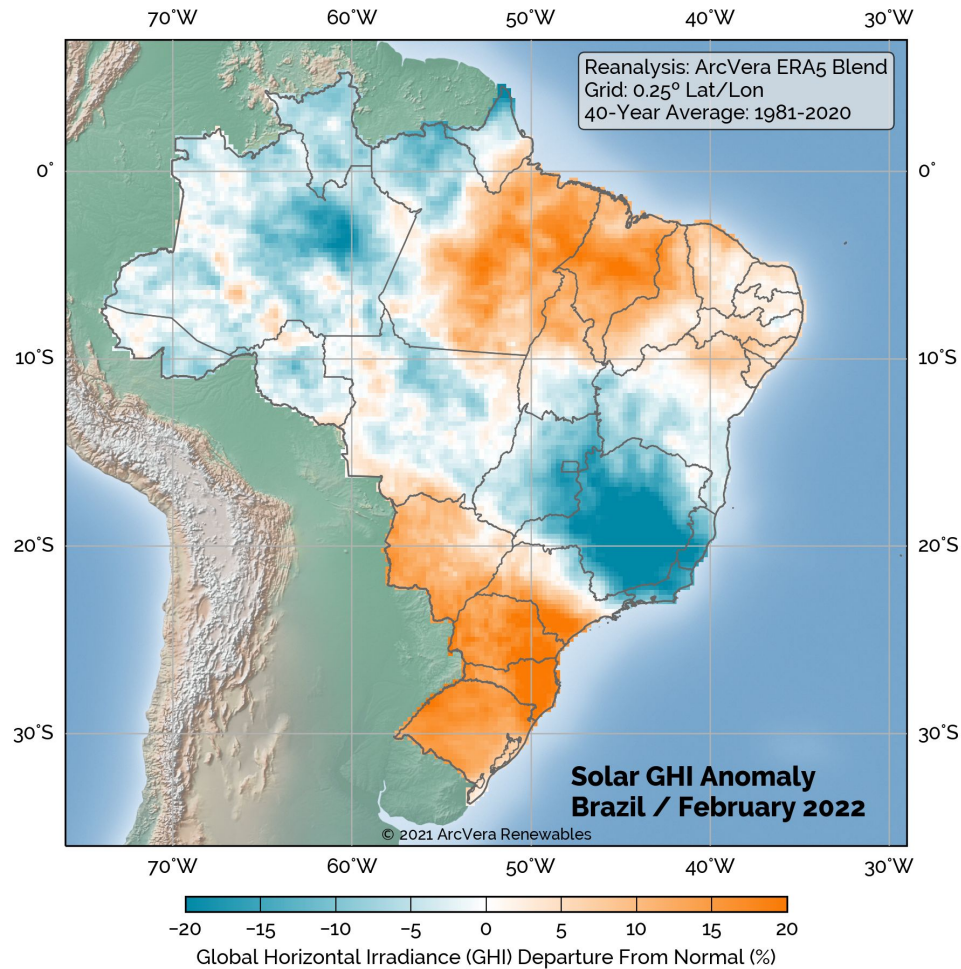 70°W 60°W 50°W 40°W 30°W
Reanalysis: ArcVera ERA5 Blend
Grid: 0.25º Lat/Lon
40-Year Average: 1981-2020
0° 0°
10°S 10°S
20°S 20°S
30°S 30°S
Solar GHI Anomaly
Brazil / February 2022
© 2021 ArcVera Renewables
70°W 60°W 50°W 40°W 30°W
−20 −15 −10 −5 0 5 10 15 20
Global Horizontal Irradiance (GHI) Departure From Normal (%)